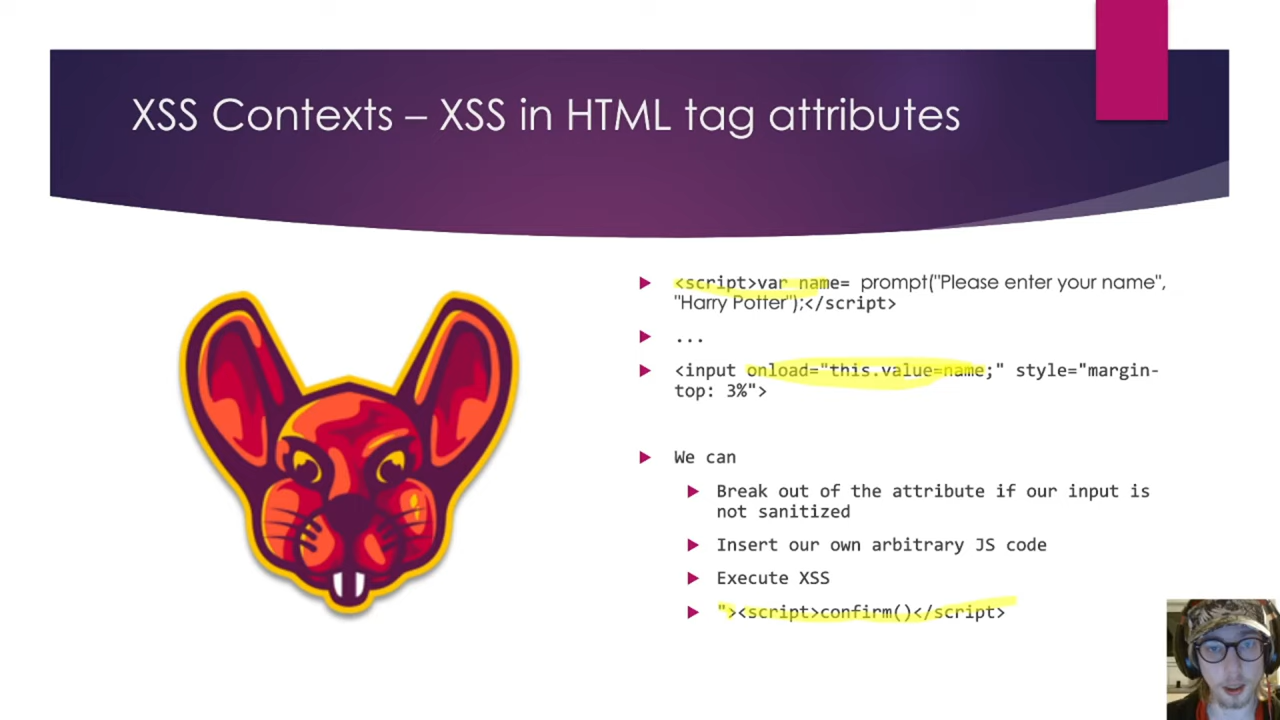 XSS Contexts – XSS in HTML tag attributes
<script>var name= prompt("Please enter your name",
"Harry Potter");</script>
...
<input onload="this.value=name;" style="margin-
top: 3%">
We can
Break out of the attribute if our input is
not sanitized
Insert our own arbitrary JS code
Execute XSS
"><script>confirm()</script>